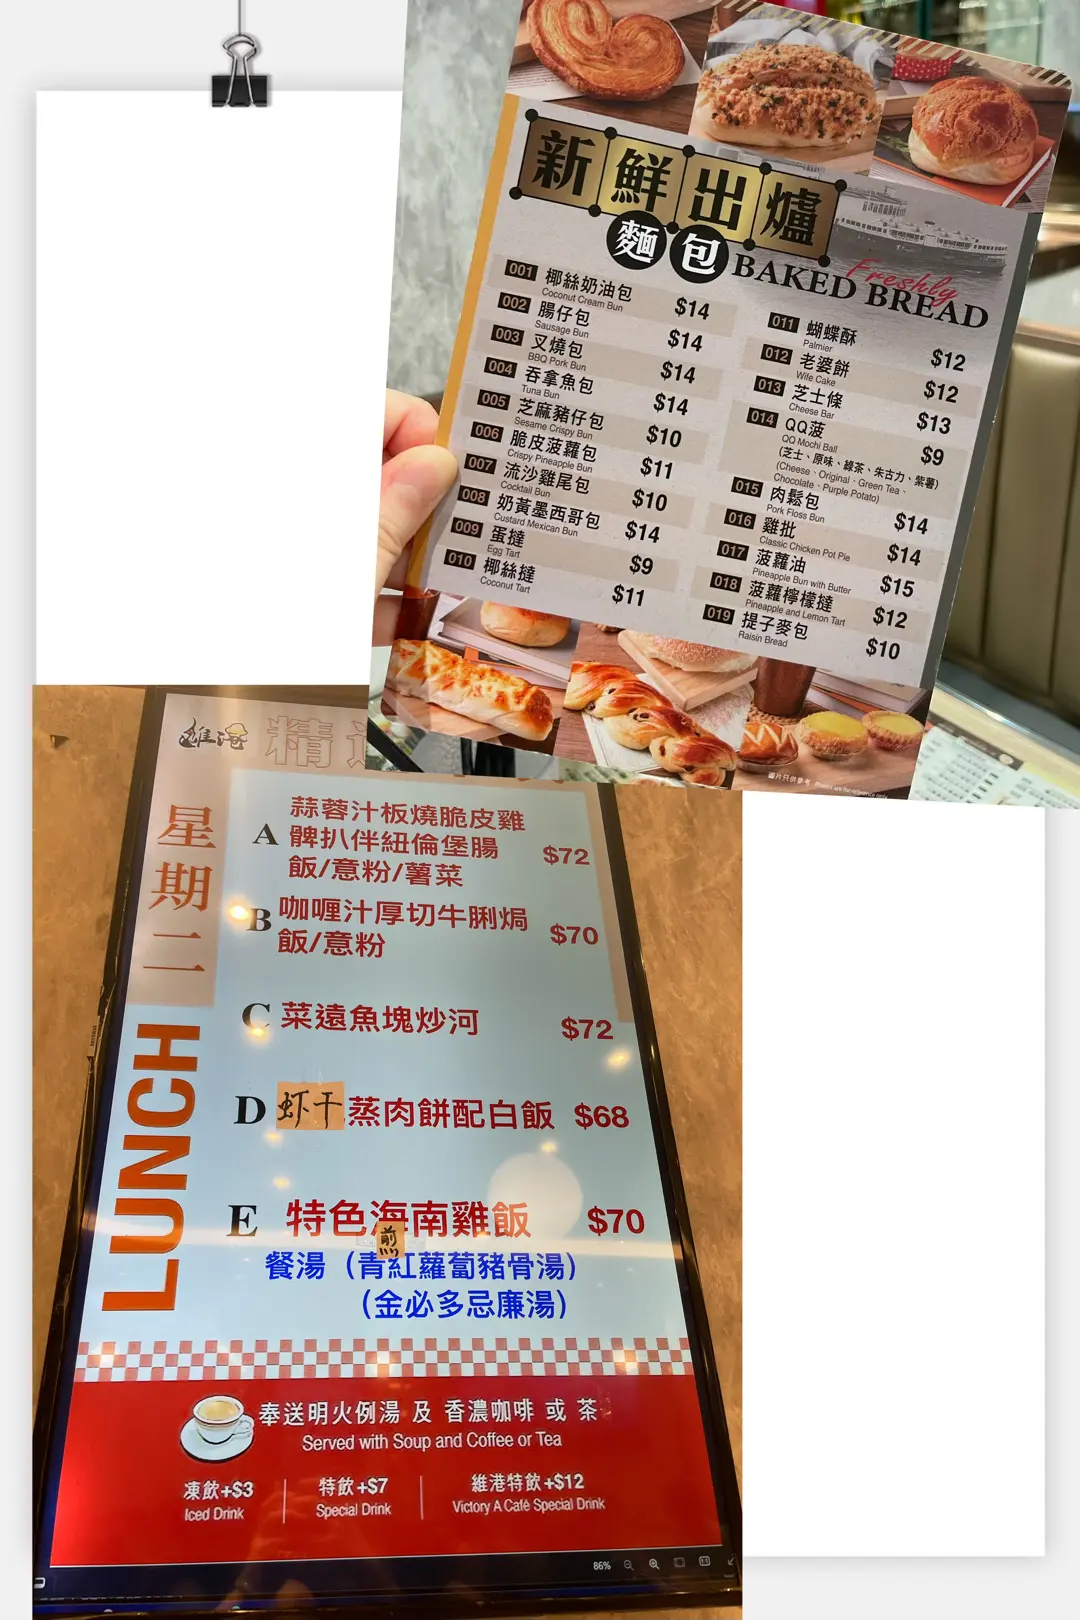 新鮮出爐
麵包 BAKED BREAD
Freshly
001 椰絲奶油包 $14
Coconut Cream Bun
002 腸仔包 $14
Sausage Bun
003 叉燒包 $14
BBQ Pork Bun
004 吞拿魚包 $14
Tuna Bun
005 芝麻豬仔包 $10
Sesame Crispy Bun
006 脆皮菠蘿包 $11
Crispy Pineapple Bun
007 流沙雞尾包 $10
Cocktail Bun
008 奶黃墨西哥包 $14
Custard Mexican Bun
009 蛋撻 $9
Egg Tart
010 椰絲撻 $11
Coconut Tart
011 蝴蝶酥 $12
Palmier
012 老婆餅 $12
Wife Cake
013 芝士條 $13
Cheese Bar
014 QQ菠 $9
QQ Mochi Ball
(芝士、原味、綠茶、朱古力、紫薯)
(Cheese、Original、Green Tea、
Chocolate、Purple Potato)
015 肉鬆包 $14
Pork Floss Bun
016 雞批 $14
Classic Chicken Pot Pie
017 菠蘿油 $15
Pineapple Bun with Butter
018 菠蘿檸檬撻 $12
Pineapple and Lemon Tart
019 提子麥包 $10
Raisin Bread
圖片只供參考 Photos are for reference only
維港 精
星期二
LUNCH
A 蒜蓉汁板燒脆皮雞
髀扒伴紐倫堡腸 $72
飯/意粉/薯菜
B 咖喱汁厚切牛脷焗 $70
飯/意粉
C 菜遠魚塊炒河 $72
D 虾干蒸肉餅配白飯 $68
E 特色海南雞飯 $70
煎
餐湯（青紅蘿蔔豬骨湯）
（金必多忌廉湯）
奉送明火例湯 及 香濃咖啡 或 茶
Served with Soup and Coffee or Tea
凍飲+$3 特飲+$7 維港特飲+$12
Iced Drink Special Drink Victory A Café Special Drink
86%